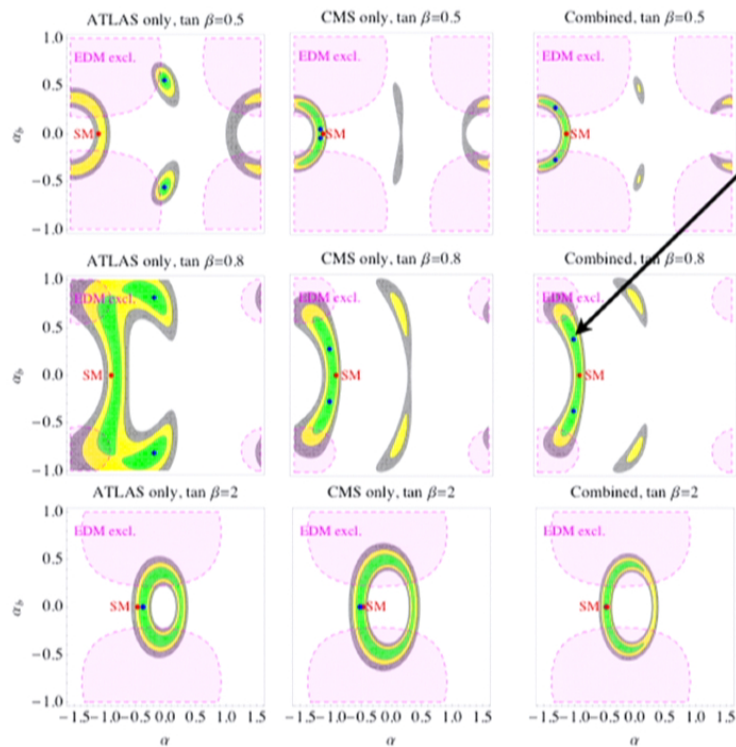 ATLAS only, tan β=0.5 CMS only, tan β=0.5 Combined, tan β=0.5
1.0
EDM excl. EDM excl. EDM excl.
0.5
α_b 0.0 SM SM SM
−0.5
−1.0
ATLAS only, tan β=0.8 CMS only, tan β=0.8 Combined, tan β=0.8
1.0
EDM excl. EDM excl. EDM excl.
0.5
α_b 0.0 SM SM SM
−0.5
−1.0
ATLAS only, tan β=2 CMS only, tan β=2 Combined, tan β=2
1.0
EDM excl. EDM excl. EDM excl.
0.5
α_b 0.0 SM SM SM
−0.5
−1.0
−1.5 −1.0 −0.5 0.0 0.5 1.0 1.5 −1.5 −1.0 −0.5 0.0 0.5 1.0 1.5 −1.5 −1.0 −0.5 0.0 0.5 1.0 1.5
α α α